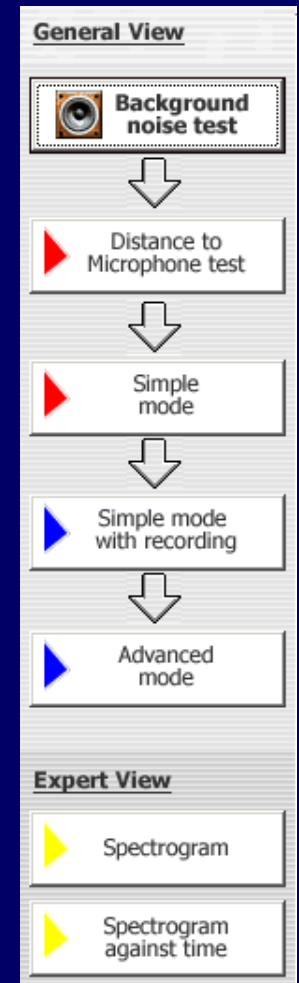 General View
Background
noise test
Distance to
Microphone test
Simple
mode
Simple mode
with recording
Advanced
mode
Expert View
Spectrogram
Spectrogram
against time